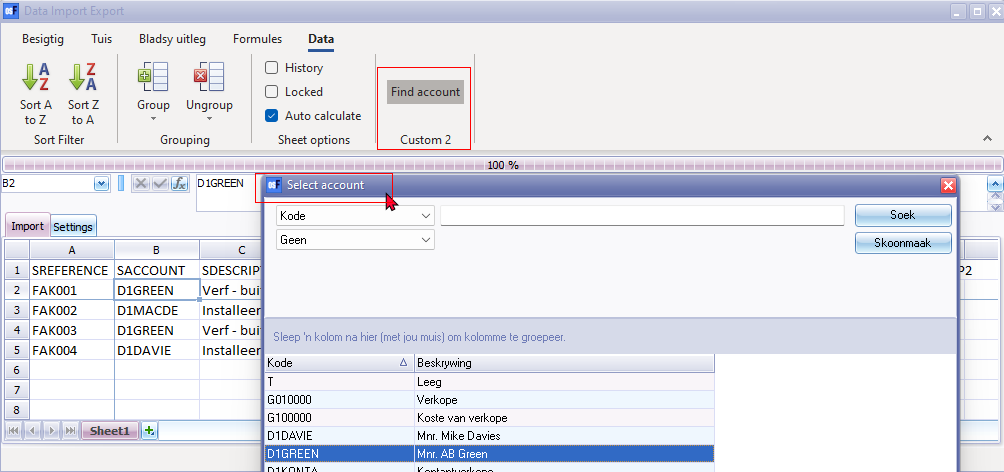 Data Import Export
Besigtig Tuis Bladsy uitleg Formules Data
Sort A to Z
Sort Z to A
Sort Filter
Group
Ungroup
Grouping
History
Locked
Auto calculate
Sheet options
Find account
Custom 2
100 %
B2
D1GREEN
Select account
Kode
Soek
Geen
Skoonmaak
Import Settings
A B C
1 SREFERENCE SACCOUNT SDESCRIPT P2
2 FAK001 D1GREEN Verf - bui
3 FAK002 D1MACDE Installeer
4 FAK003 D1GREEN Verf - bui
5 FAK004 D1DAVIE Installeer
6
7
8
Sheet1
Sleep 'n kolom na hier (met jou muis) om kolomme te groepeer.
Kode Beskrywing
T Leeg
G010000 Verkope
G100000 Koste van verkope
D1DAVIE Mnr. Mike Davies
D1GREEN Mnr. AB Green
D1KONTA Kontantverkope